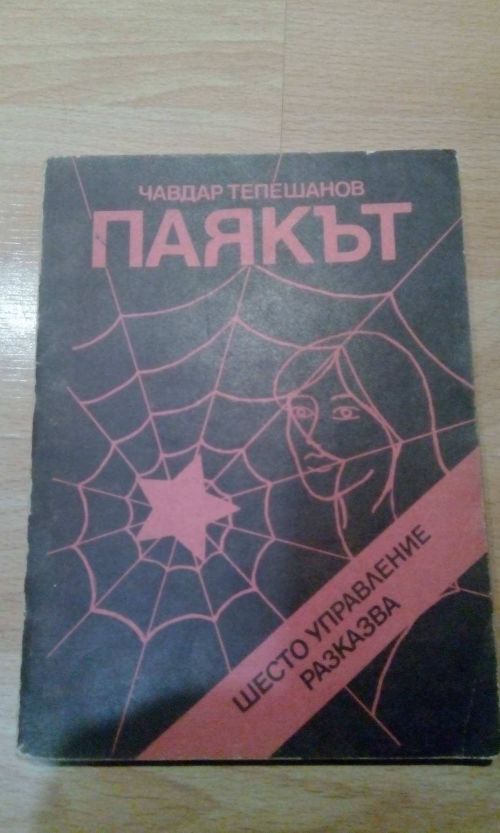 ЧАВДАР ТЕПЕШАНОВ
ПАЯКЪТ
ШЕСТО УПРАВЛЕНИЕ
РАЗКАЗВА